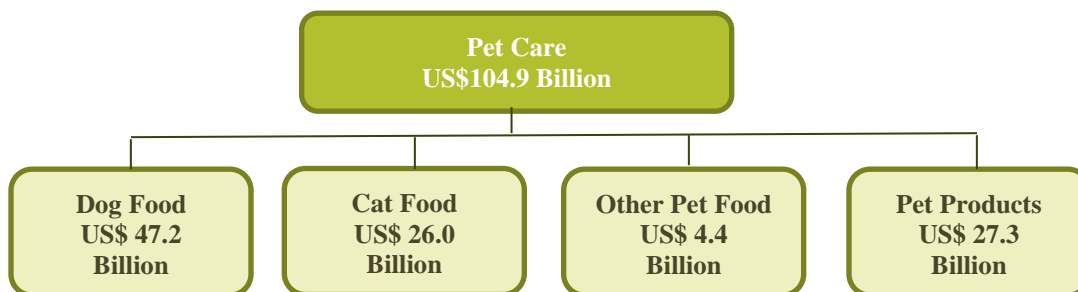 Pet Care
US$104.9 Billion
Dog Food
US$ 47.2
Billion
Cat Food
US$ 26.0
Billion
Other Pet Food
US$ 4.4
Billion
Pet Products
US$ 27.3
Billion